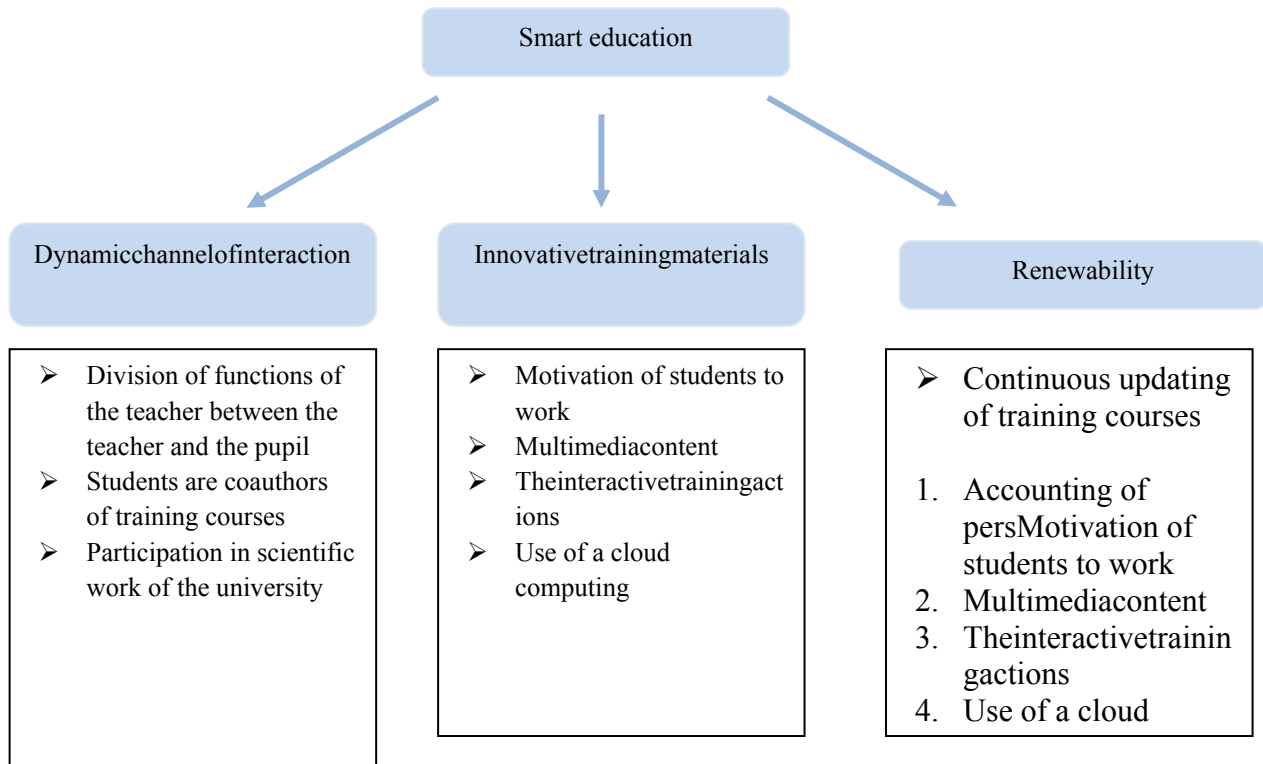 Smart education
Dynamicchannelofinteraction
Innovativetrainingmaterials
Renewability
➢ Division of functions of
the teacher between the
teacher and the pupil
➢ Students are coauthors
of training courses
➢ Participation in scientific
work of the university
➢ Motivation of students to
work
➢ Multimediacontent
➢ Theinteractivetrainingact
ions
➢ Use of a cloud
computing
➢ Continuous updating
of training courses
1. Accounting of
persMotivation of
students to work
2. Multimediacontent
3. Theinteractivetrainin
gactions
4. Use of a cloud